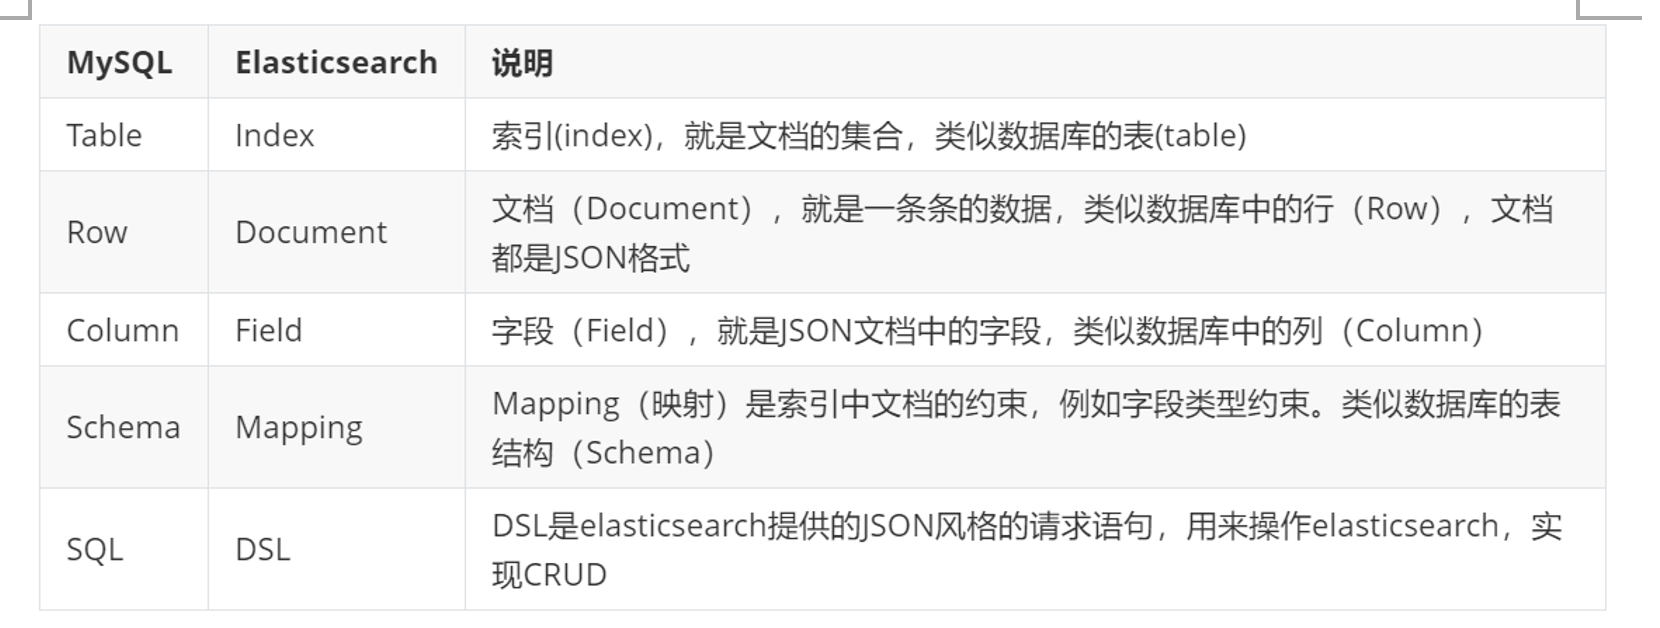 MySQL Elasticsearch 说明
Table Index 索引(index)，就是文档的集合，类似数据库的表(table)
Row Document 文档（Document），就是一条条的数据，类似数据库中的行（Row），文档
都是JSON格式
Column Field 字段（Field），就是JSON文档中的字段，类似数据库中的列（Column）
Schema Mapping Mapping（映射）是索引中文档的约束，例如字段类型约束。类似数据库的表
结构（Schema）
SQL DSL DSL是elasticsearch提供的JSON风格的请求语句，用来操作elasticsearch，实
现CRUD